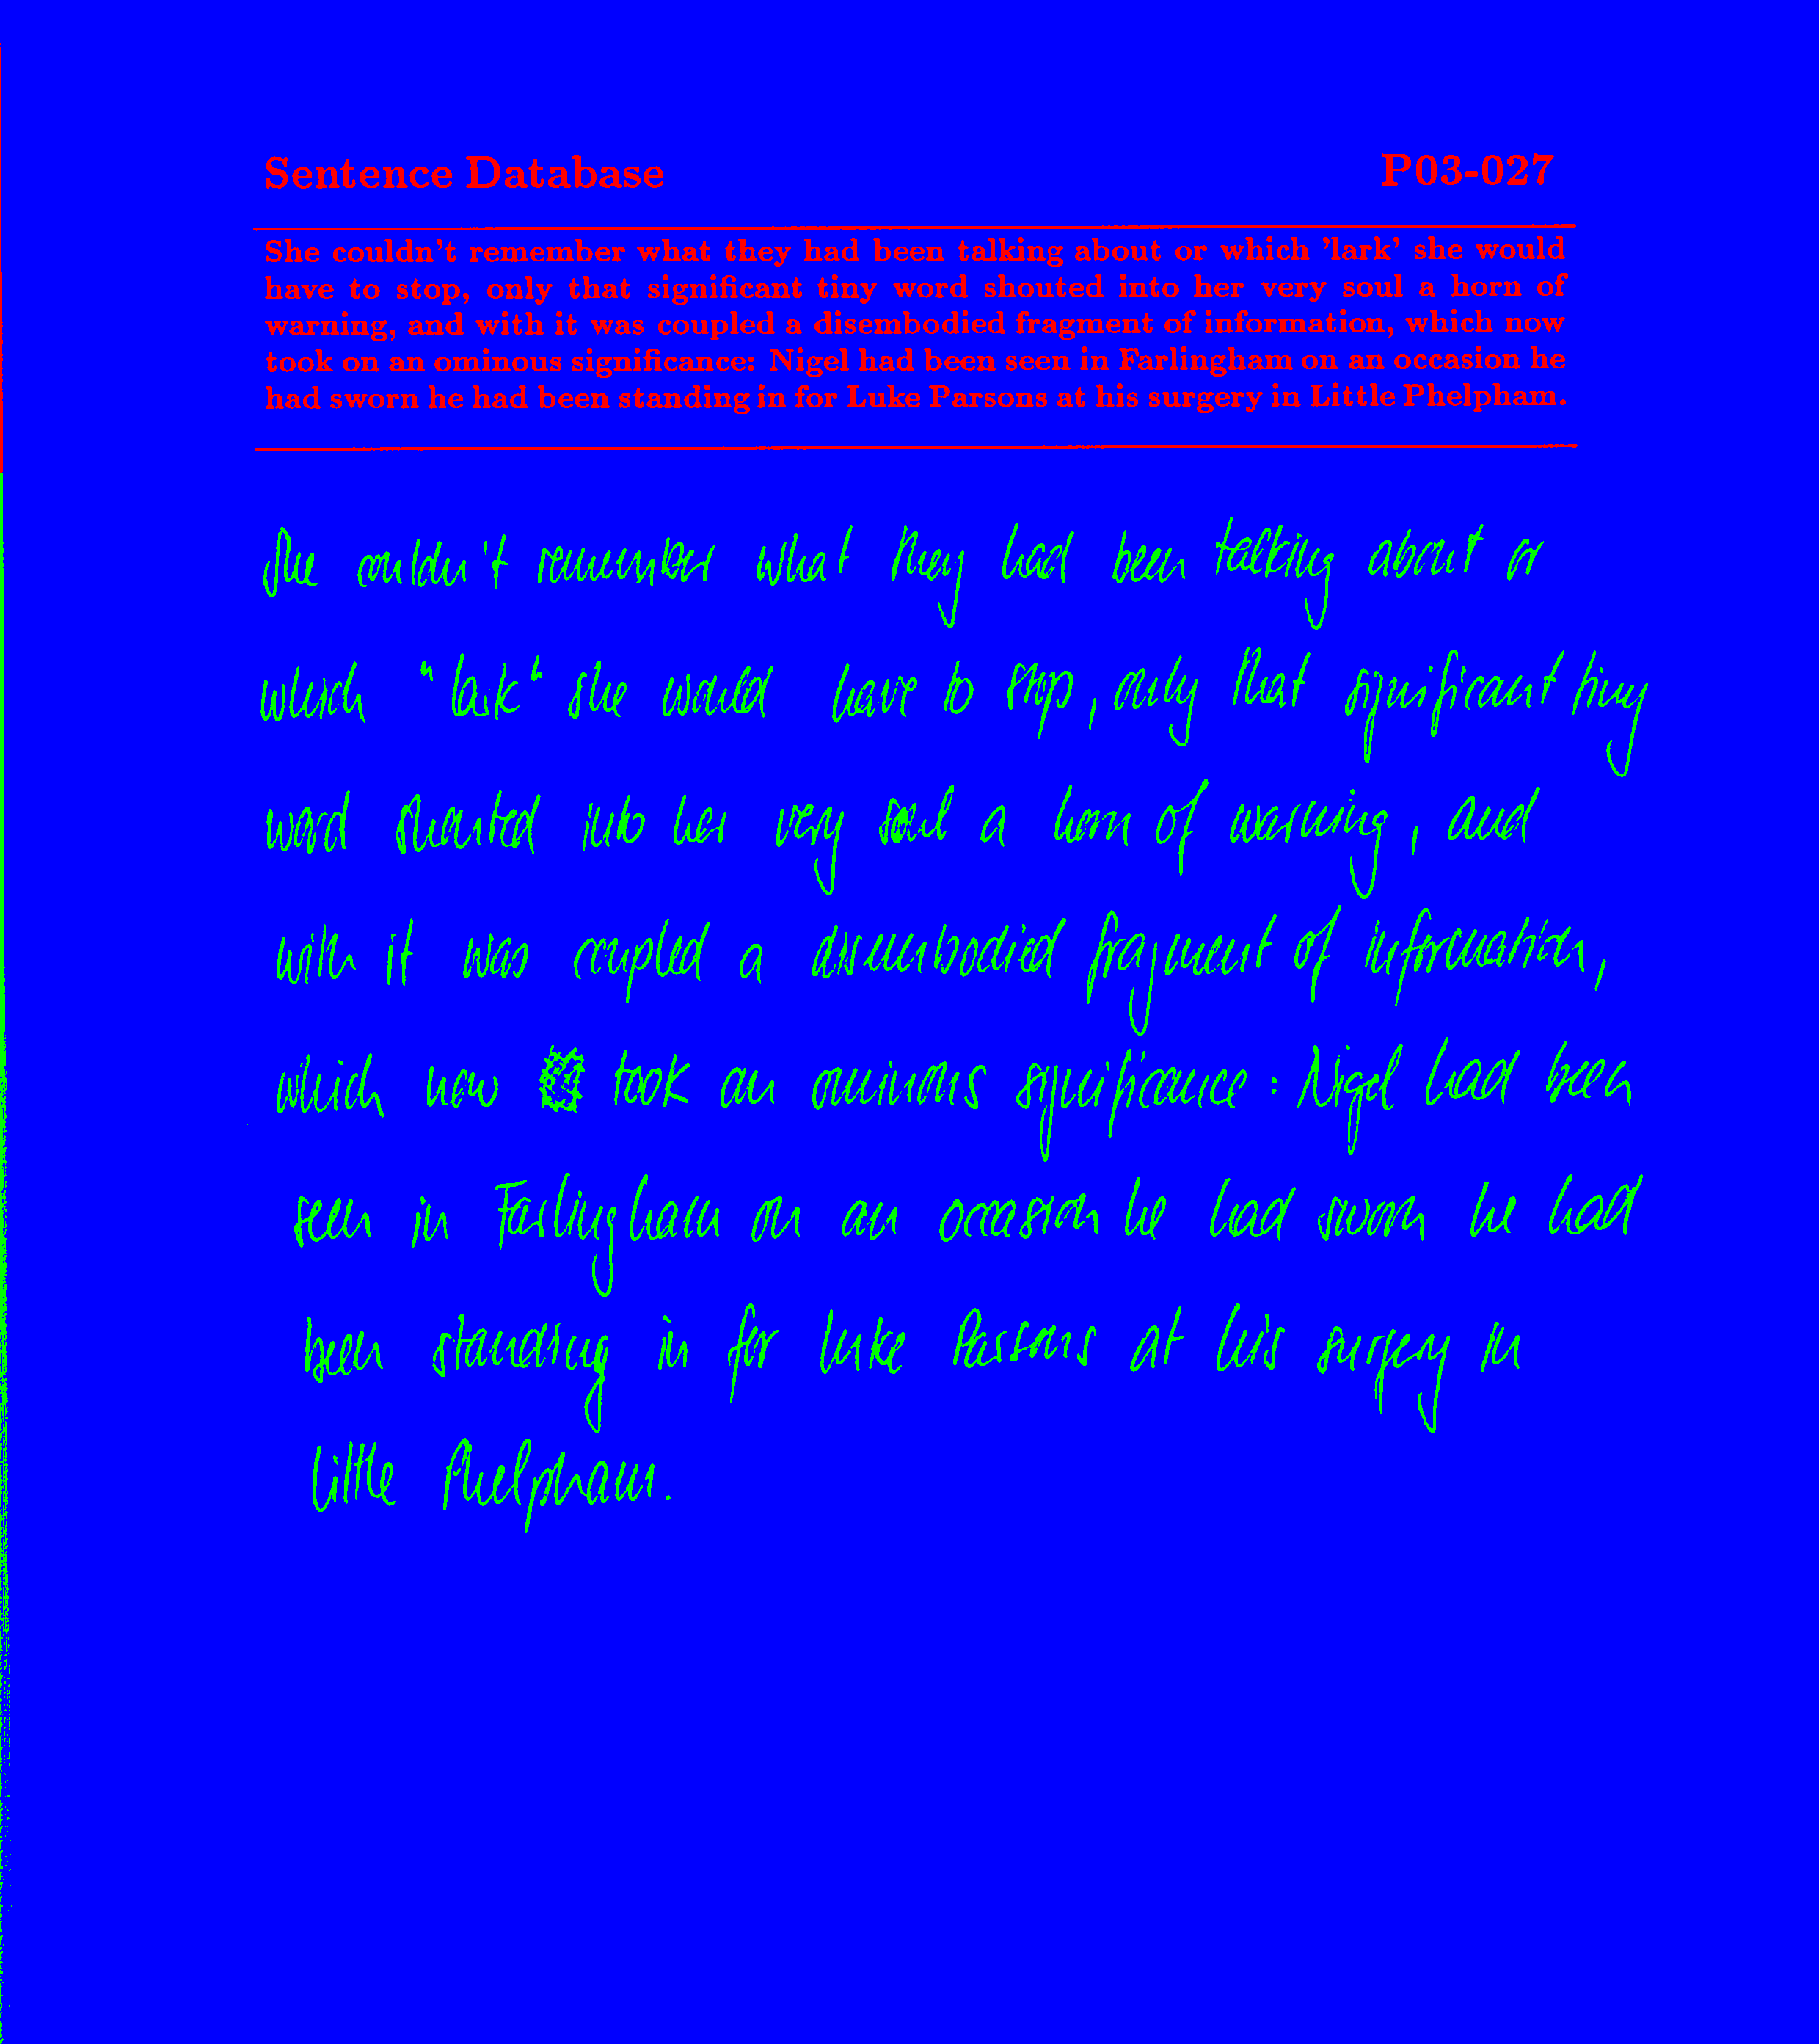 Sentence Database P03-027
She couldn't remember what they had been talking about or which 'lark' she would
have to stop, only that significant tiny word shouted into her very soul a horn of
warning, and with it was coupled a disembodied fragment of information, which now
took on an ominous significance: Nigel had been seen in Farlingham on an occasion he
had sworn he had been standing in for Luke Parsons at his surgery in Little Phelpham.
She couldn't remember what they had been talking about or
which "lark" she would have to stop, only that significant tiny
word shouted into her very soul a horn of warning, and
with it was coupled a disembodied fragment of information,
which now took an ominous significance: Nigel had been
seen in Farlingham on an occasion he had sworn he had
been standing in for Luke Parsons at his surgery in
Little Phelpham.